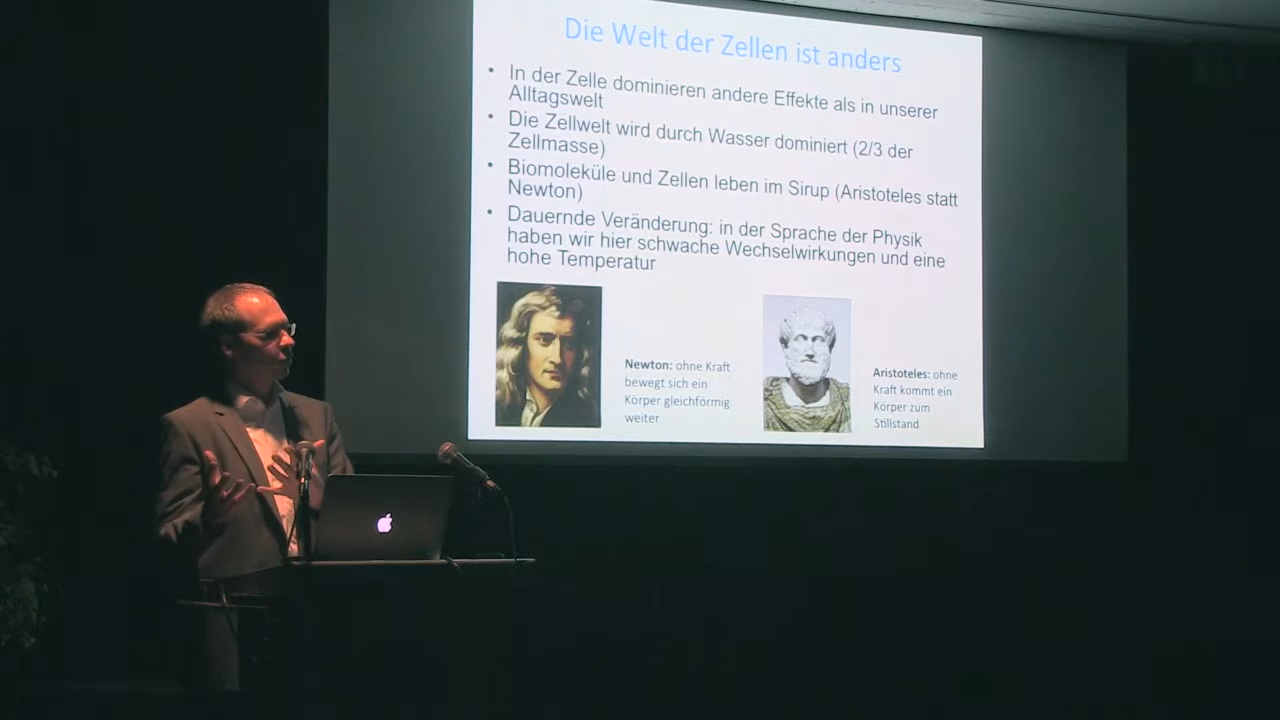 Die Welt der Zellen ist anders
• In der Zelle dominieren andere Effekte als in unserer
Alltagswelt
• Die Zellwelt wird durch Wasser dominiert (2/3 der
Zellmasse)
• Biomoleküle und Zellen leben im Sirup (Aristoteles statt
Newton)
• Dauernde Veränderung: in der Sprache der Physik
haben wir hier schwache Wechselwirkungen und eine
hohe Temperatur
Newton: ohne Kraft
bewegt sich ein
Körper gleichförmig
weiter
Aristoteles: ohne
Kraft kommt ein
Körper zum
Stillstand